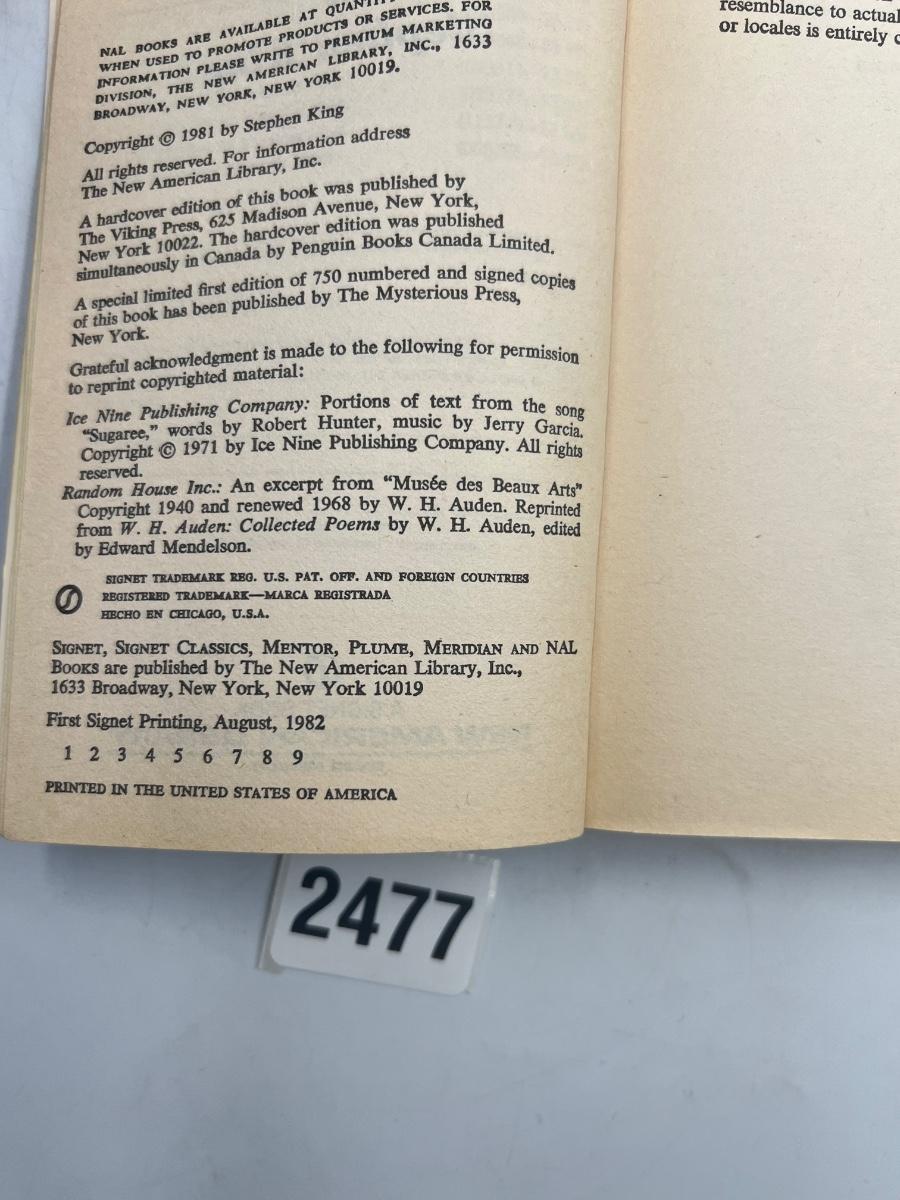 NAL BOOKS ARE AVAILABLE AT
WHEN USED TO PROMOTE PRODUCTS OR SERVICES. FOR
INFORMATION PLEASE WRITE TO PREMIUM MARKETING
DIVISION, THE NEW AMERICAN LIBRARY, INC., 1633
BROADWAY, NEW YORK, NEW YORK 10019.
Copyright © 1981 by Stephen King
All rights reserved. For information address
The New American Library, Inc.
A hardcover edition of this book was published by
The Viking Press, 625 Madison Avenue, New York,
New York 10022. The hardcover edition was published
simultaneously in Canada by Penguin Books Canada Limited.
A special limited first edition of 750 numbered and signed copies
of this book has been published by The Mysterious Press,
New York.
Grateful acknowledgment is made to the following for permission
to reprint copyrighted material:
Ice Nine Publishing Company: Portions of text from the song
“Sugaree,” words by Robert Hunter, music by Jerry Garcia.
Copyright © 1971 by Ice Nine Publishing Company. All rights
reserved.
Random House Inc.: An excerpt from “Musée des Beaux Arts”
Copyright 1940 and renewed 1968 by W. H. Auden. Reprinted
from W. H. Auden: Collected Poems by W. H. Auden, edited
by Edward Mendelson.
SIGNET TRADEMARK REG. U.S. PAT. OFF. AND FOREIGN COUNTRIES
REGISTERED TRADEMARK—MARCA REGISTRADA
HECHO EN CHICAGO, U.S.A.
SIGNET, SIGNET CLASSICS, MENTOR, PLUME, MERIDIAN AND NAL
BOOKS are published by The New American Library, Inc.,
1633 Broadway, New York, New York 10019
First Signet Printing, August, 1982
1 2 3 4 5 6 7 8 9
PRINTED IN THE UNITED STATES OF AMERICA
resemblance to actual
or locales is entirely
2477